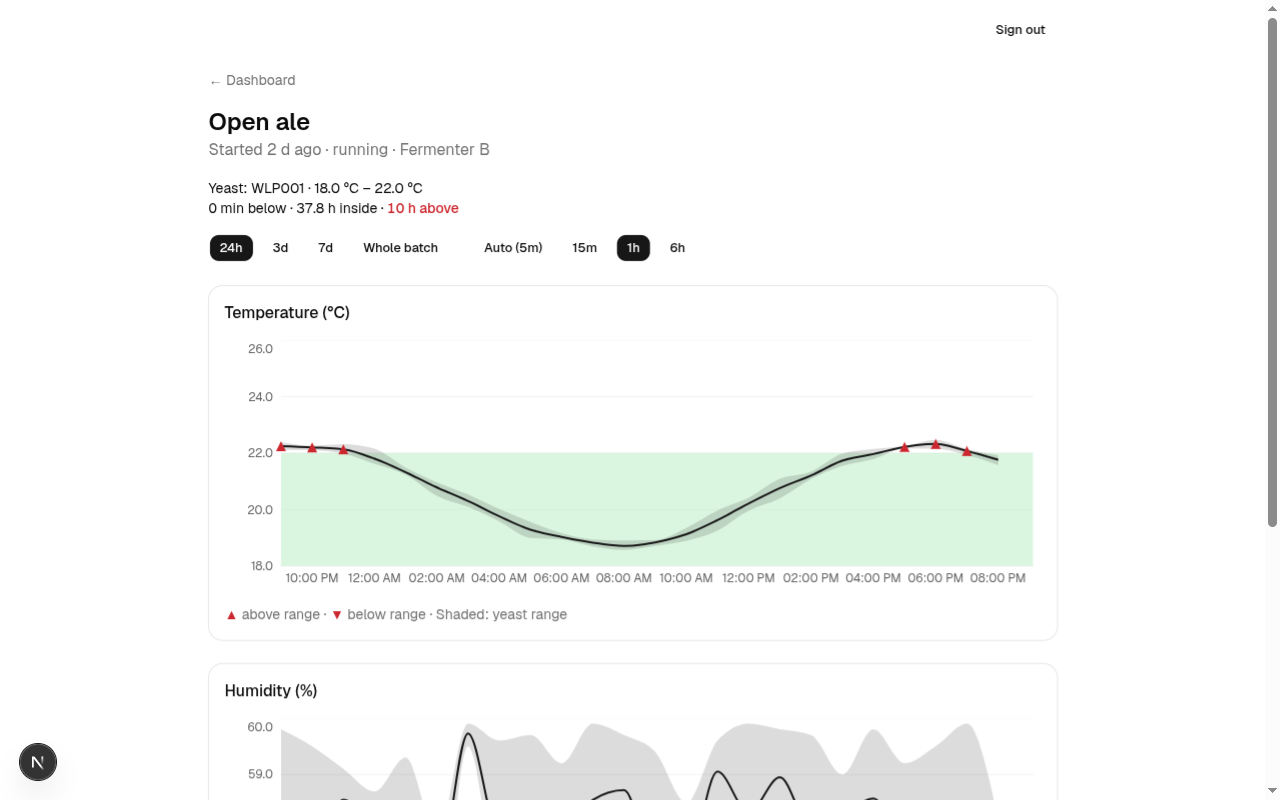 Sign out
← Dashboard
Open ale
Started 2 d ago · running · Fermenter B
Yeast: WLP001 · 18.0 °C – 22.0 °C
0 min below · 37.8 h inside · 10 h above
24h 3d 7d Whole batch Auto (5m) 15m 1h 6h
Temperature (°C)
26.0
24.0
22.0
20.0
18.0
10:00 PM 12:00 AM 02:00 AM 04:00 AM 06:00 AM 08:00 AM 10:00 AM 12:00 PM 02:00 PM 04:00 PM 06:00 PM 08:00 PM
▲ above range · ▼ below range · Shaded: yeast range
Humidity (%)
60.0
59.0
N